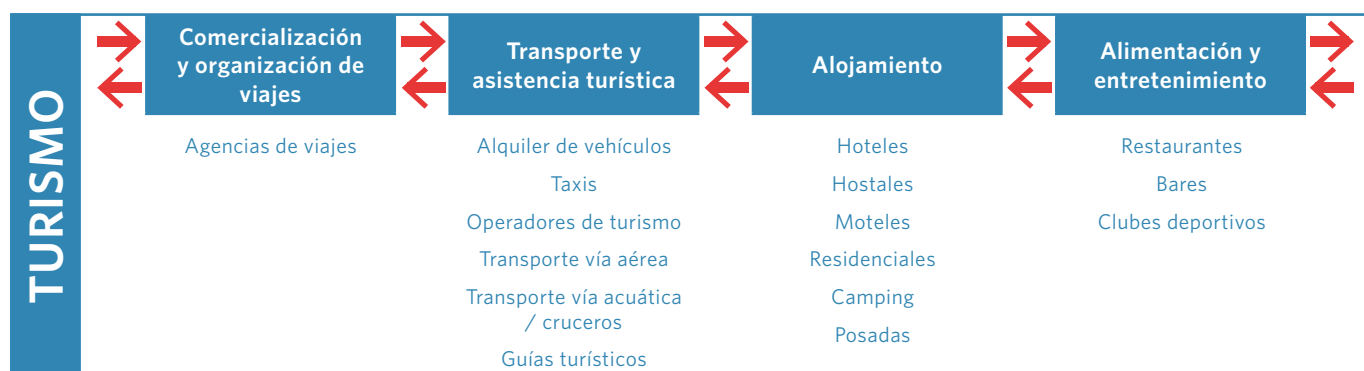 TURISMO
Comercialización
y organización de
viajes
Agencias de viajes
Transporte y
asistencia turística
Alquiler de vehículos
Taxis
Operadores de turismo
Transporte vía aérea
Transporte vía acuática
/ cruceros
Guías turísticos
Alojamiento
Hoteles
Hostales
Moteles
Residenciales
Camping
Posadas
Alimentación y
entretenimiento
Restaurantes
Bares
Clubes deportivos